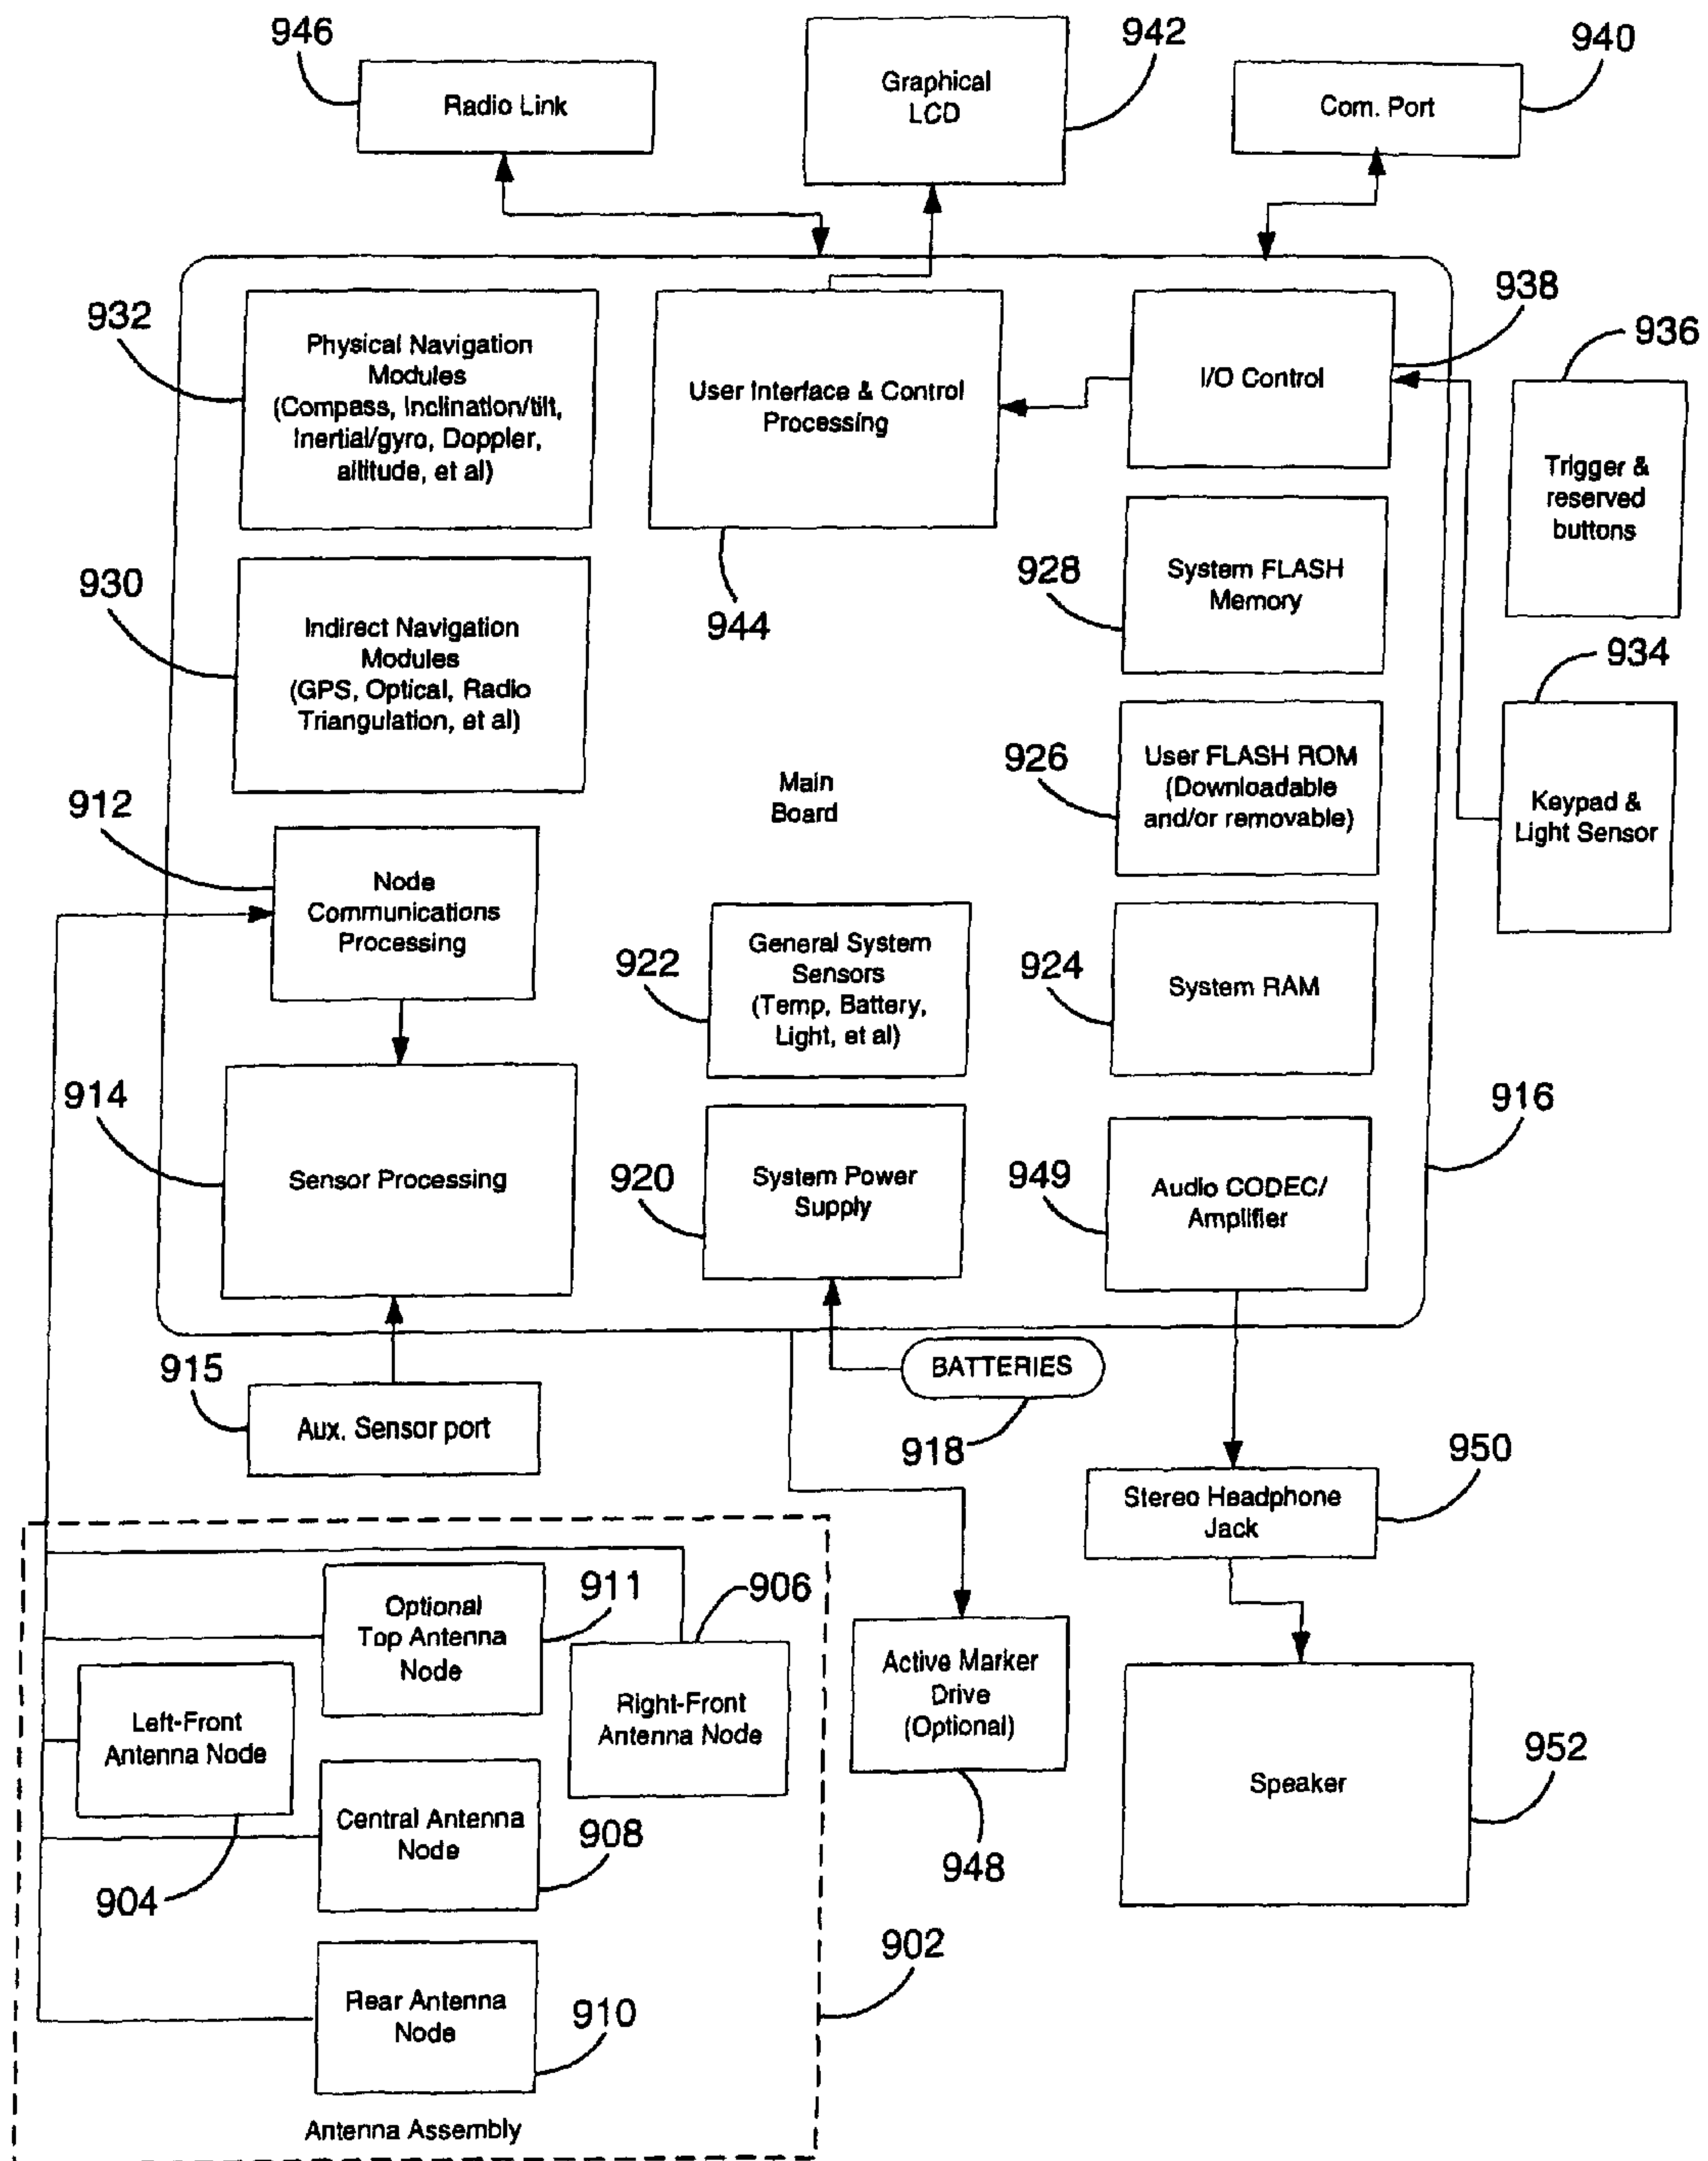 946
Radio Link
Graphical
LCD
942
Com. Port
940
932
Physical Navigation
Modules
(Compass, Inclination/tilt,
Inertial/gyro, Doppler,
altitude, et al)
User Interface & Control
Processing
944
I/O Control
938
936
Trigger &
reserved
buttons
930
Indirect Navigation
Modules
(GPS, Optical, Radio
Triangulation, et al)
928
System FLASH
Memory
934
Keypad &
Light Sensor
Main
Board
926
User FLASH ROM
(Downloadable
and/or removable)
912
Node
Communications
Processing
922
General System
Sensors
(Temp, Battery,
Light, et al)
924
System RAM
914
Sensor Processing
920
System Power
Supply
949
Audio CODEC/
Amplifier
916
915
Aux. Sensor port
BATTERIES
918
Stereo Headphone
Jack
950
Optional
Top Antenna
Node
911
906
Right-Front
Antenna Node
Left-Front
Antenna Node
904
Central Antenna
Node
908
Active Marker
Drive
(Optional)
948
Speaker
952
Rear Antenna
Node
910
902
Antenna Assembly